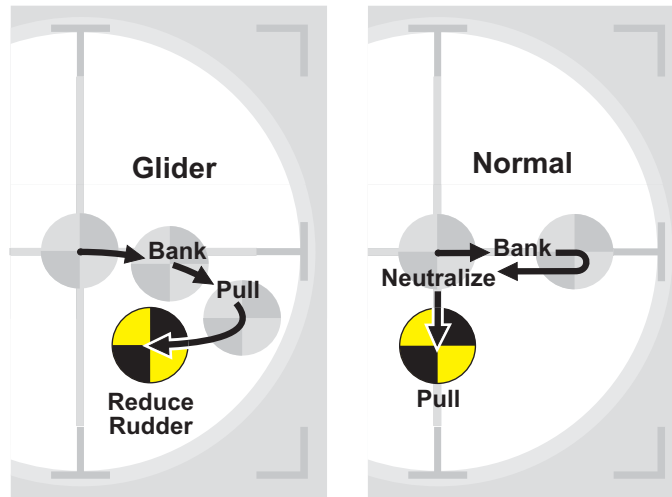 Glider
Bank
Pull
Reduce
Rudder
Normal
Bank
Neutralize
Pull